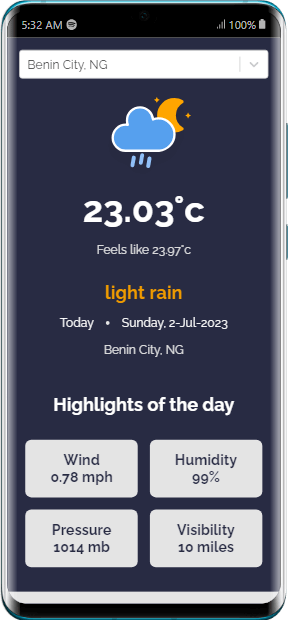 5:32 AM 100%
Benin City, NG
23.03°c
Feels like 23.97°c
light rain
Today • Sunday, 2-Jul-2023
Benin City, NG
Highlights of the day
Wind Humidity
0.78 mph 99%
Pressure Visibility
1014 mb 10 miles